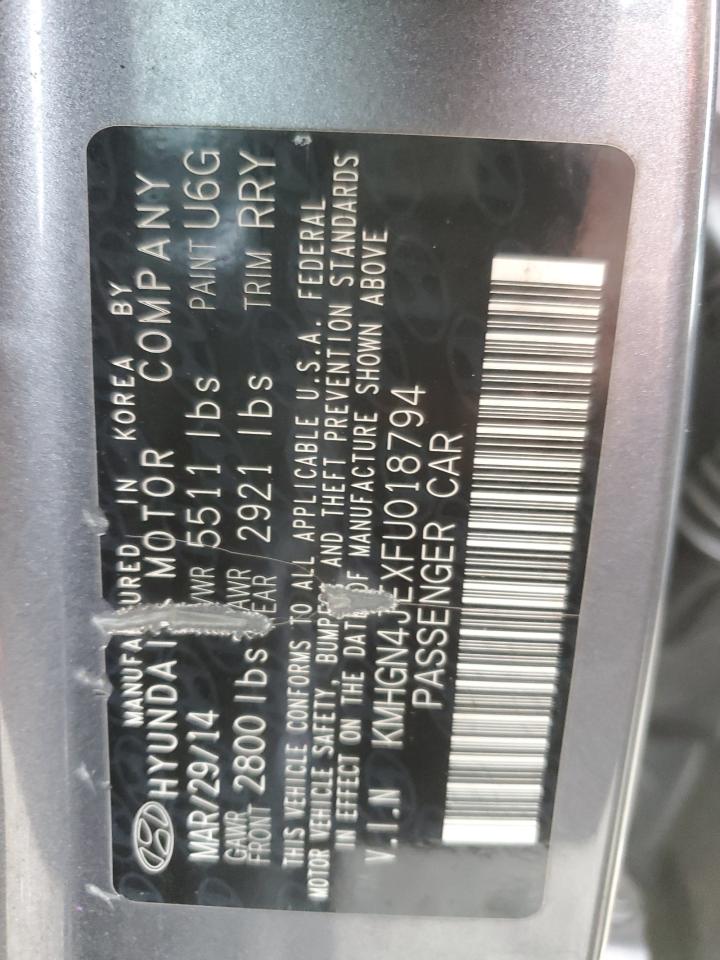 MANUFACTURED IN KOREA BY
HYUNDAI MOTOR COMPANY
MAR/29/14 GVWR 5511 lbs PAINT U6G
GAWR FRONT 2800 lbs GAWR REAR 2921 lbs TRIM RRY
THIS VEHICLE CONFORMS TO ALL APPLICABLE U.S.A. FEDERAL
MOTOR VEHICLE SAFETY, BUMPER, AND THEFT PREVENTION STANDARDS
IN EFFECT ON THE DATE OF MANUFACTURE SHOWN ABOVE
V.I.N KMHGN4JEXFU018794
PASSENGER CAR